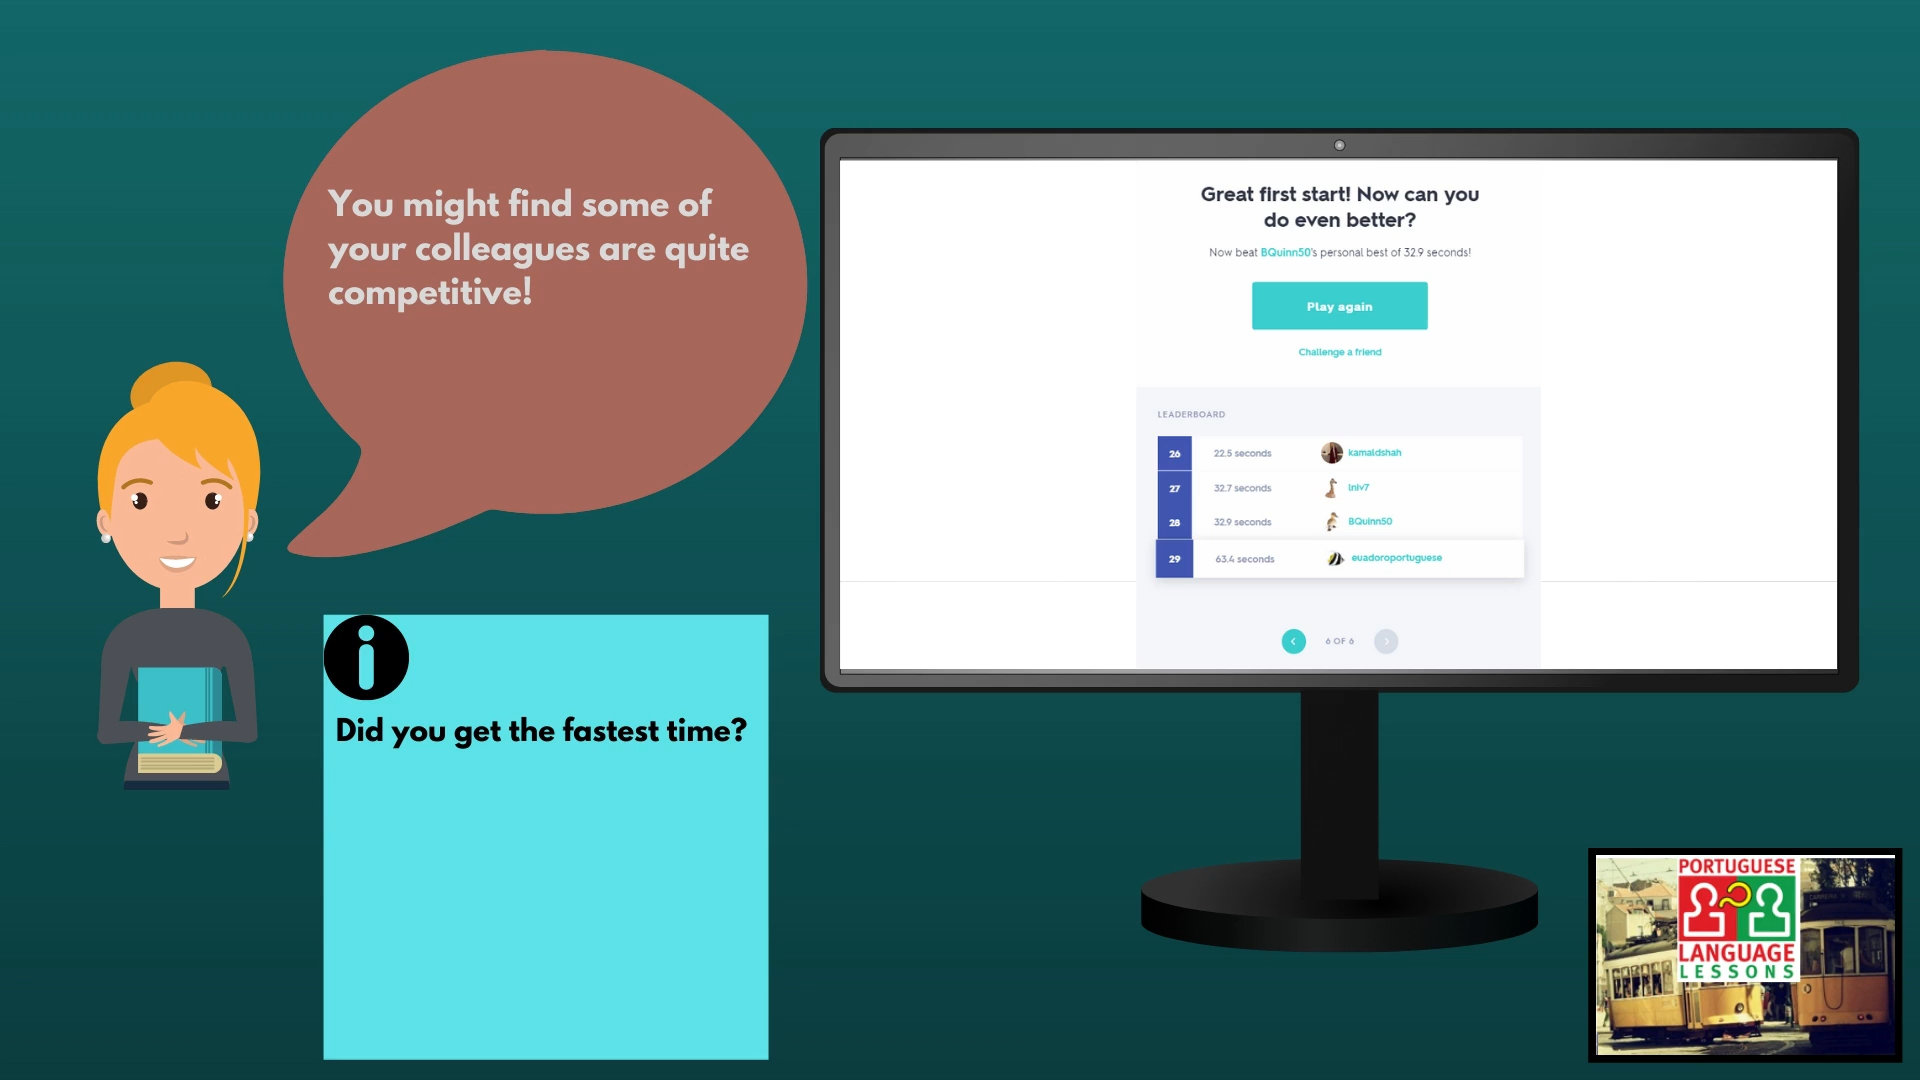 You might find some of
your colleagues are quite
competitive!
Did you get the fastest time?
Great first start! Now can you
do even better?
Now beat BQuinn50's personal best of 32.9 seconds!
Play again
Challenge a friend
LEADERBOARD
26 22.5 seconds kamaldshah
27 32.7 seconds
28 32.9 seconds BQuinn50
29 63.4 seconds euadoroportuguese
6 OF 6
PORTUGUESE
LANGUAGE
LESSONS